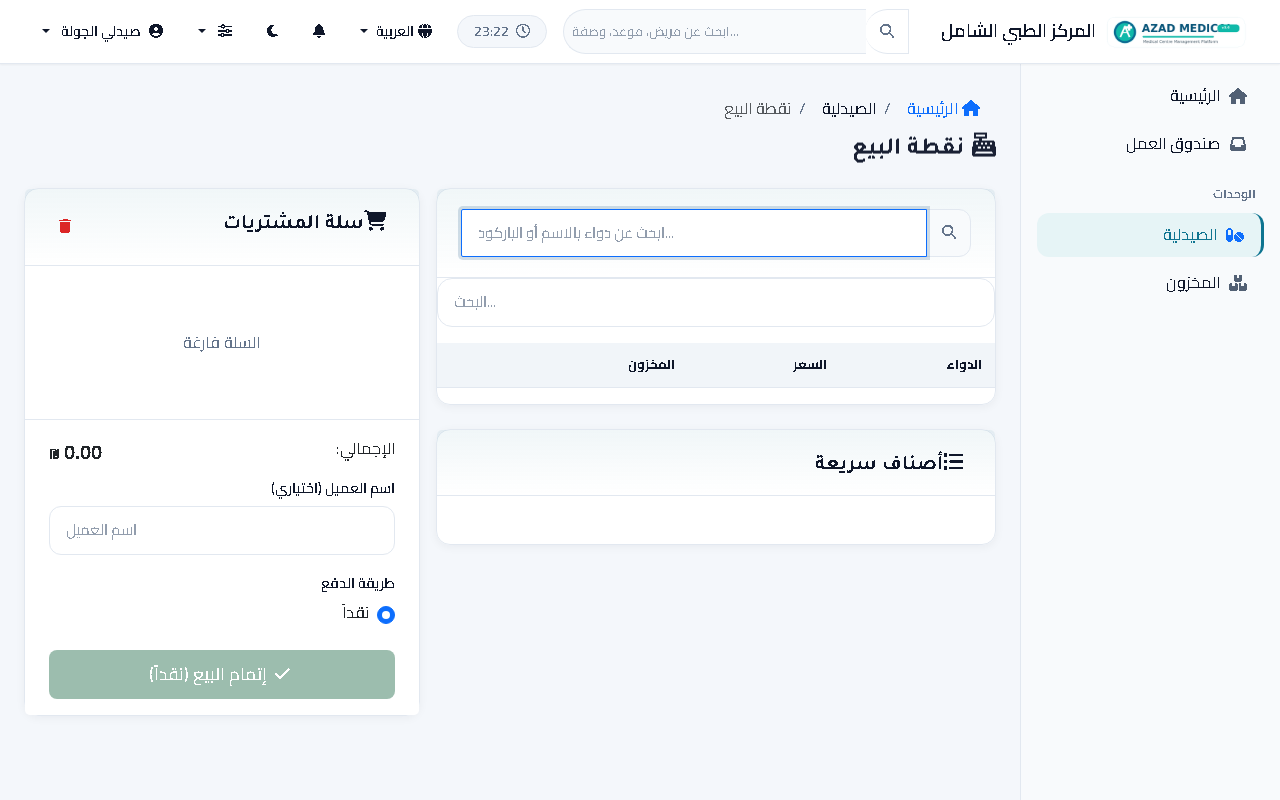 AZAD MEDIC
Medical Centre Management Platform
المركز الطبي الشامل
ابحث عن مريض، موعد، وصفة...
23:22
العربية
صيدلي الجولة
الرئيسية
صندوق العمل
الوحدات
الصيدلية
المخزون
الرئيسية / الصيدلية / نقطة البيع
نقطة البيع
ابحث عن دواء بالاسم أو الباركود...
البحث...
الدواء السعر المخزون
أصناف سريعة
سلة المشتريات
السلة فارغة
الإجمالي: 0.00 ₪
اسم العميل (اختياري)
اسم العميل
طريقة الدفع
نقداً
إتمام البيع (نقداً)